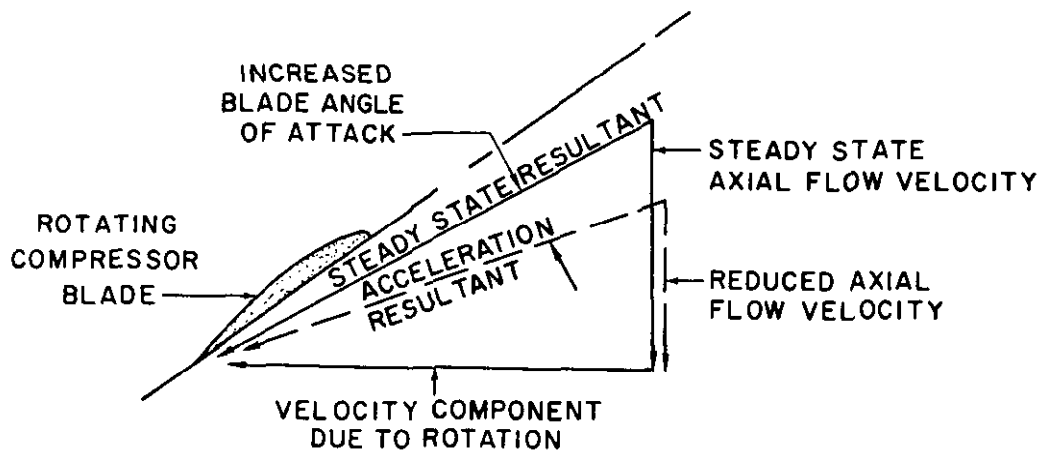 INCREASED
BLADE ANGLE
OF ATTACK
STEADY STATE RESULTANT
STEADY STATE
AXIAL FLOW VELOCITY
ROTATING
COMPRESSOR
BLADE
ACCELERATION
RESULTANT
REDUCED AXIAL
FLOW VELOCITY
VELOCITY COMPONENT
DUE TO ROTATION